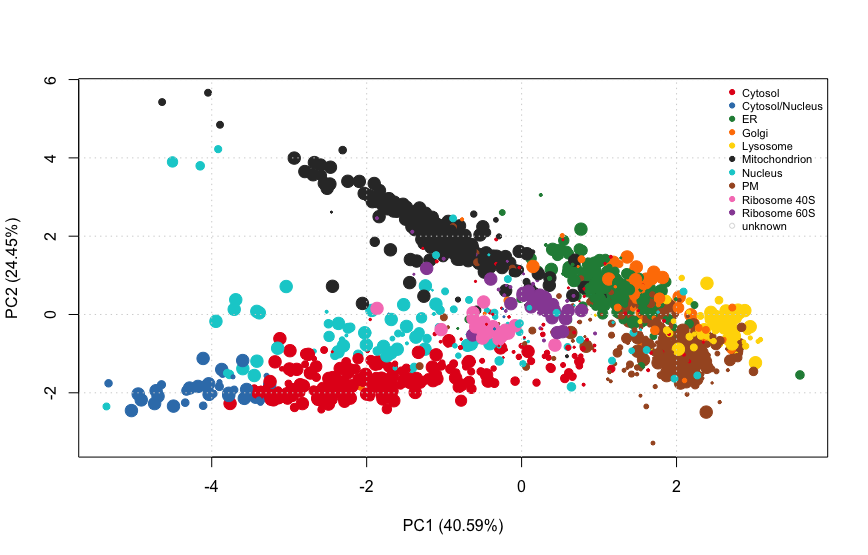 6
4
2
0
-2
-4
-2
0
2
PC2 (24.45%)
PC1 (40.59%)
Cytosol
Cytosol/Nucleus
ER
Golgi
Lysosome
Mitochondrion
Nucleus
PM
Ribosome 40S
Ribosome 60S
unknown